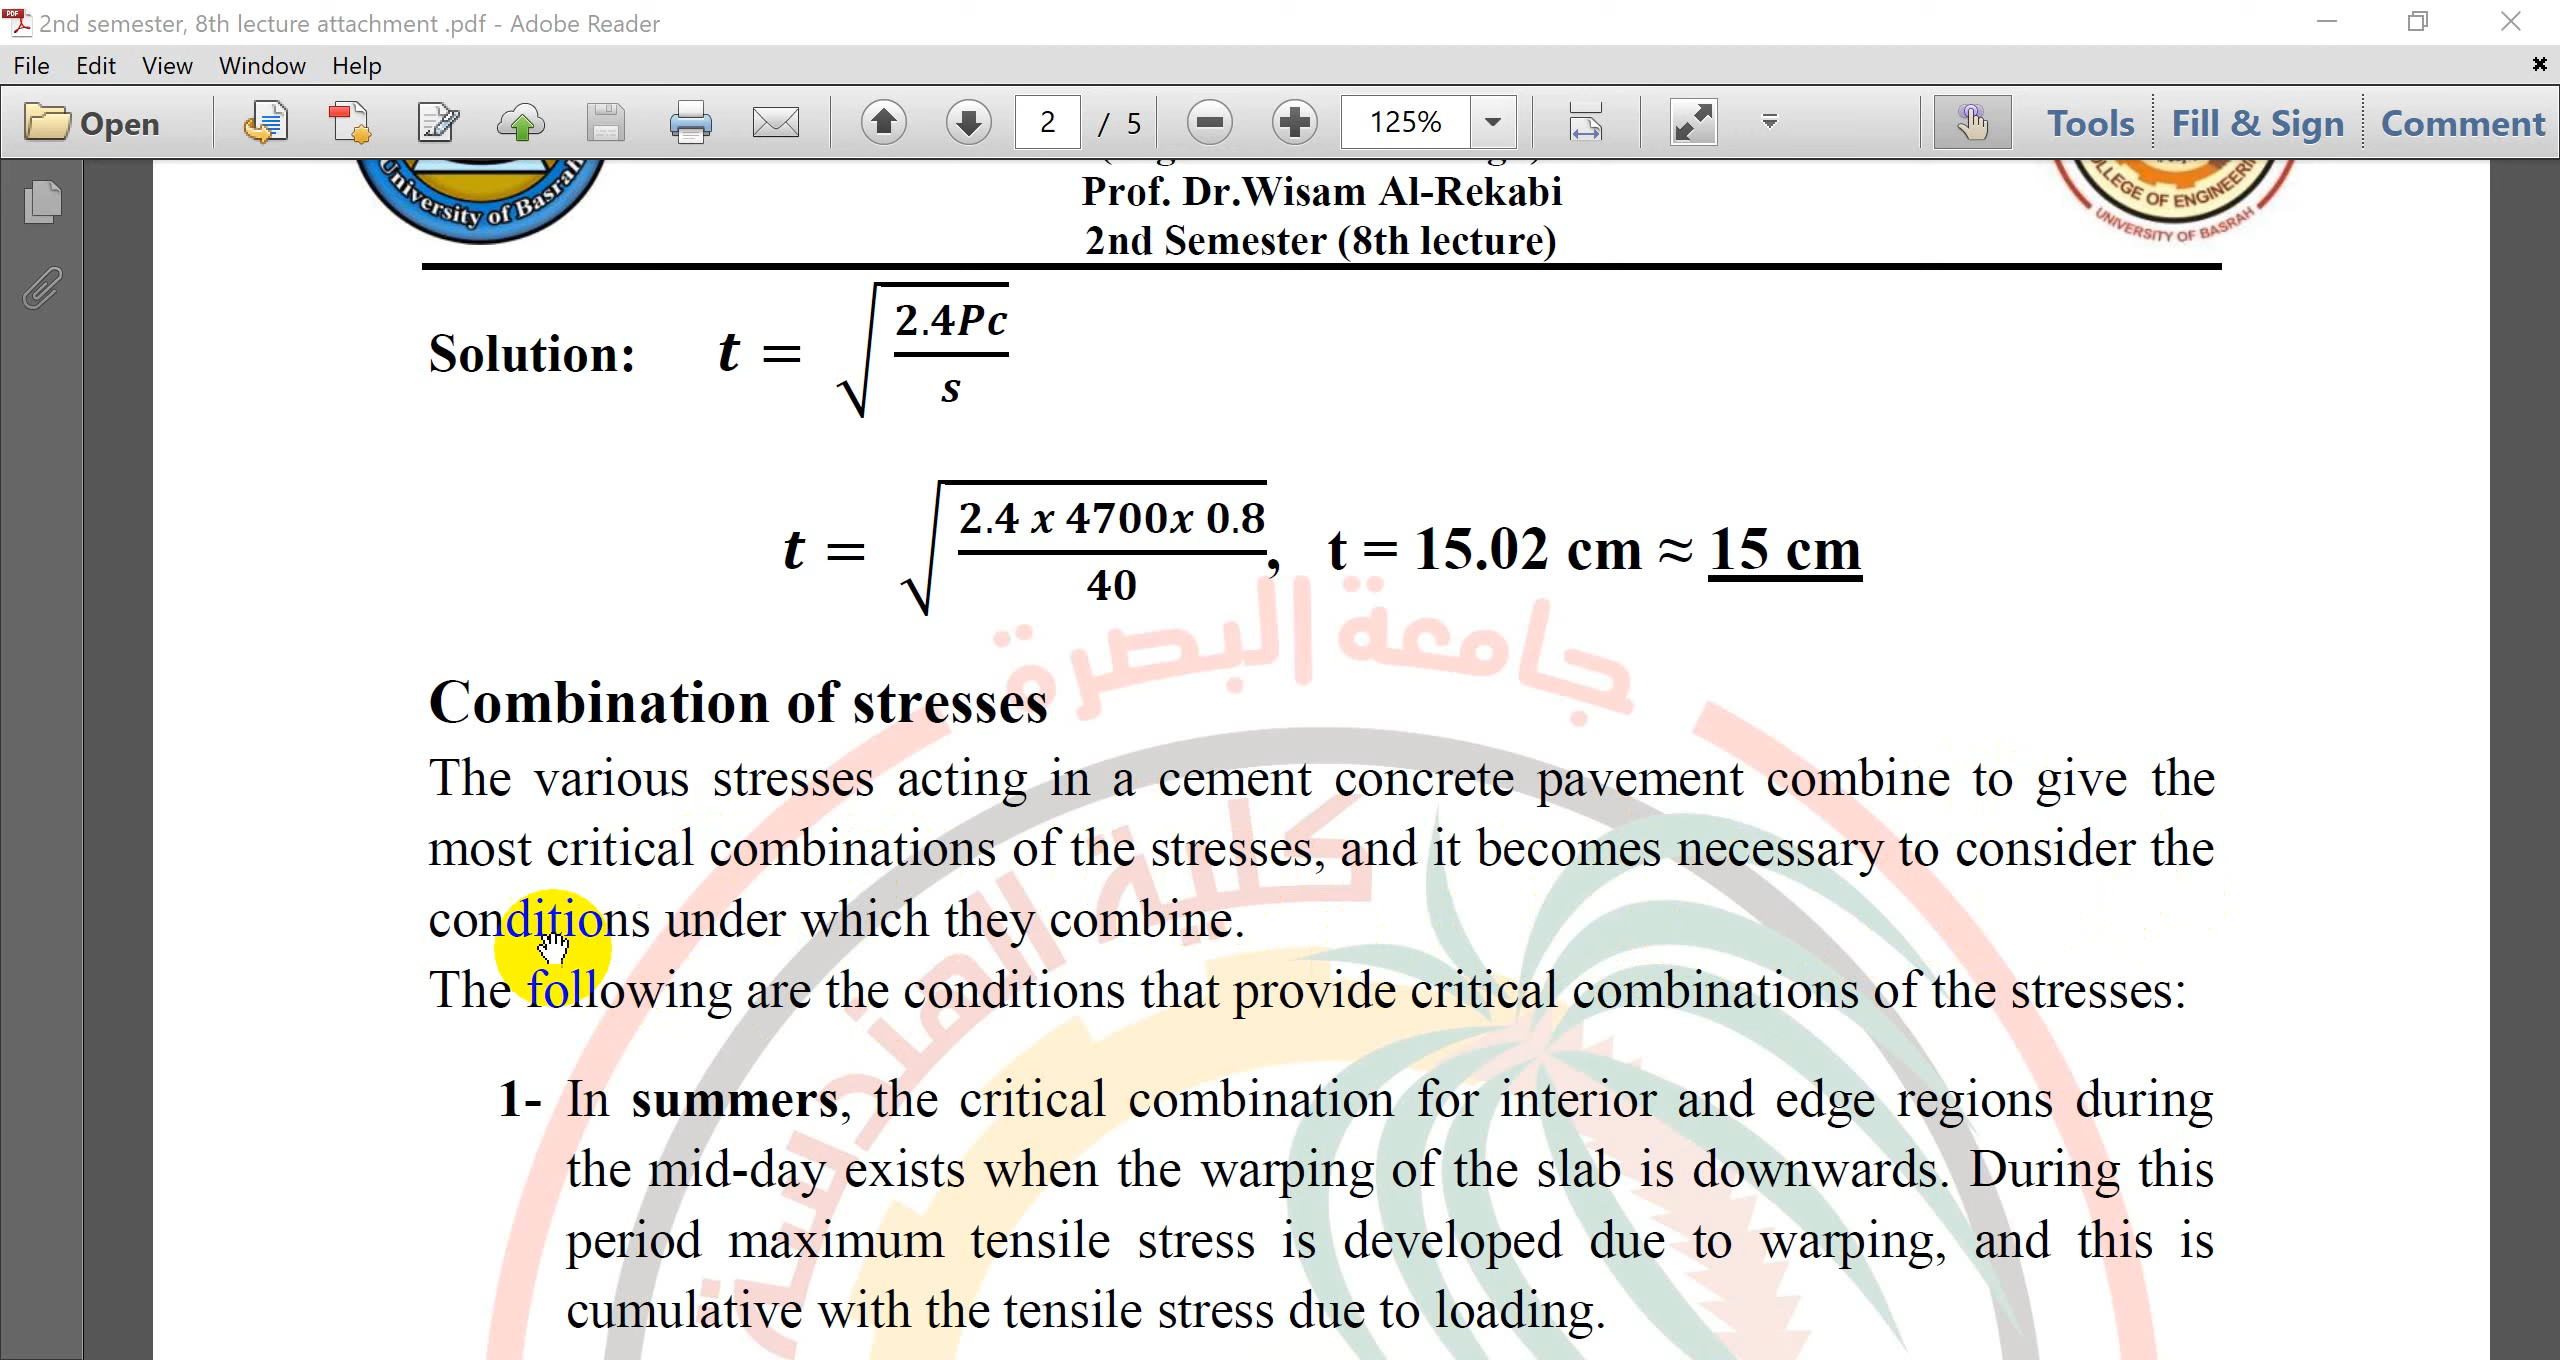 2nd semester, 8th lecture attachment .pdf - Adobe Reader
File Edit View Window Help
Open 2 / 5 125% Tools Fill & Sign Comment
University of Basrah
COLLEGE OF ENGINEERING
UNIVERSITY OF BASRAH
Prof. Dr.Wisam Al-Rekabi
2nd Semester (8th lecture)
Solution: t = √(2.4Pc / s)
t = √(2.4 x 4700x 0.8 / 40), t = 15.02 cm ≈ 15 cm
جامعة البصرة
كلية الهندسة
Combination of stresses
The various stresses acting in a cement concrete pavement combine to give the
most critical combinations of the stresses, and it becomes necessary to consider the
conditions under which they combine.
The following are the conditions that provide critical combinations of the stresses:
1- In summers, the critical combination for interior and edge regions during
the mid-day exists when the warping of the slab is downwards. During this
period maximum tensile stress is developed due to warping, and this is
cumulative with the tensile stress due to loading.